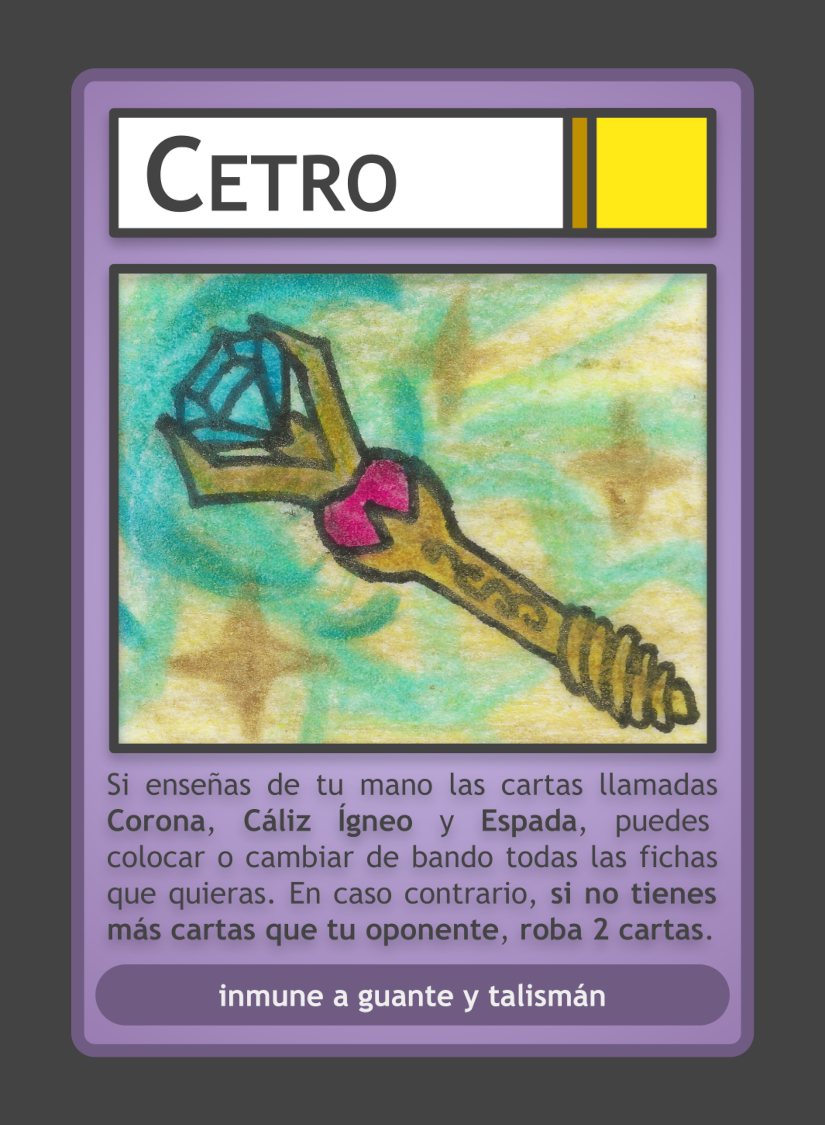 Cetro
Si enseñas de tu mano las cartas llamadas
Corona, Cáliz Ígneo y Espada, puedes
colocar o cambiar de bando todas las fichas
que quieras. En caso contrario, si no tienes
más cartas que tu oponente, roba 2 cartas.
inmune a guante y talismán